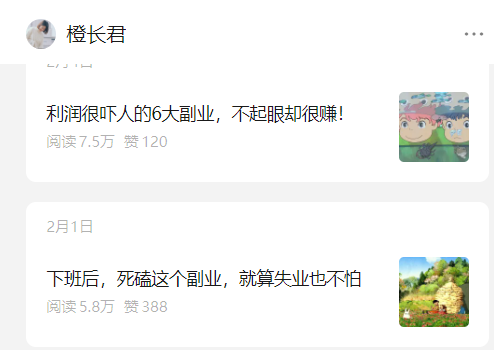 橙长君
利润很吓人的6大副业，不起眼却很赚！
阅读 7.5万 赞 120
2月1日
下班后，死磕这个副业，就算失业也不怕
阅读 5.8万 赞 388